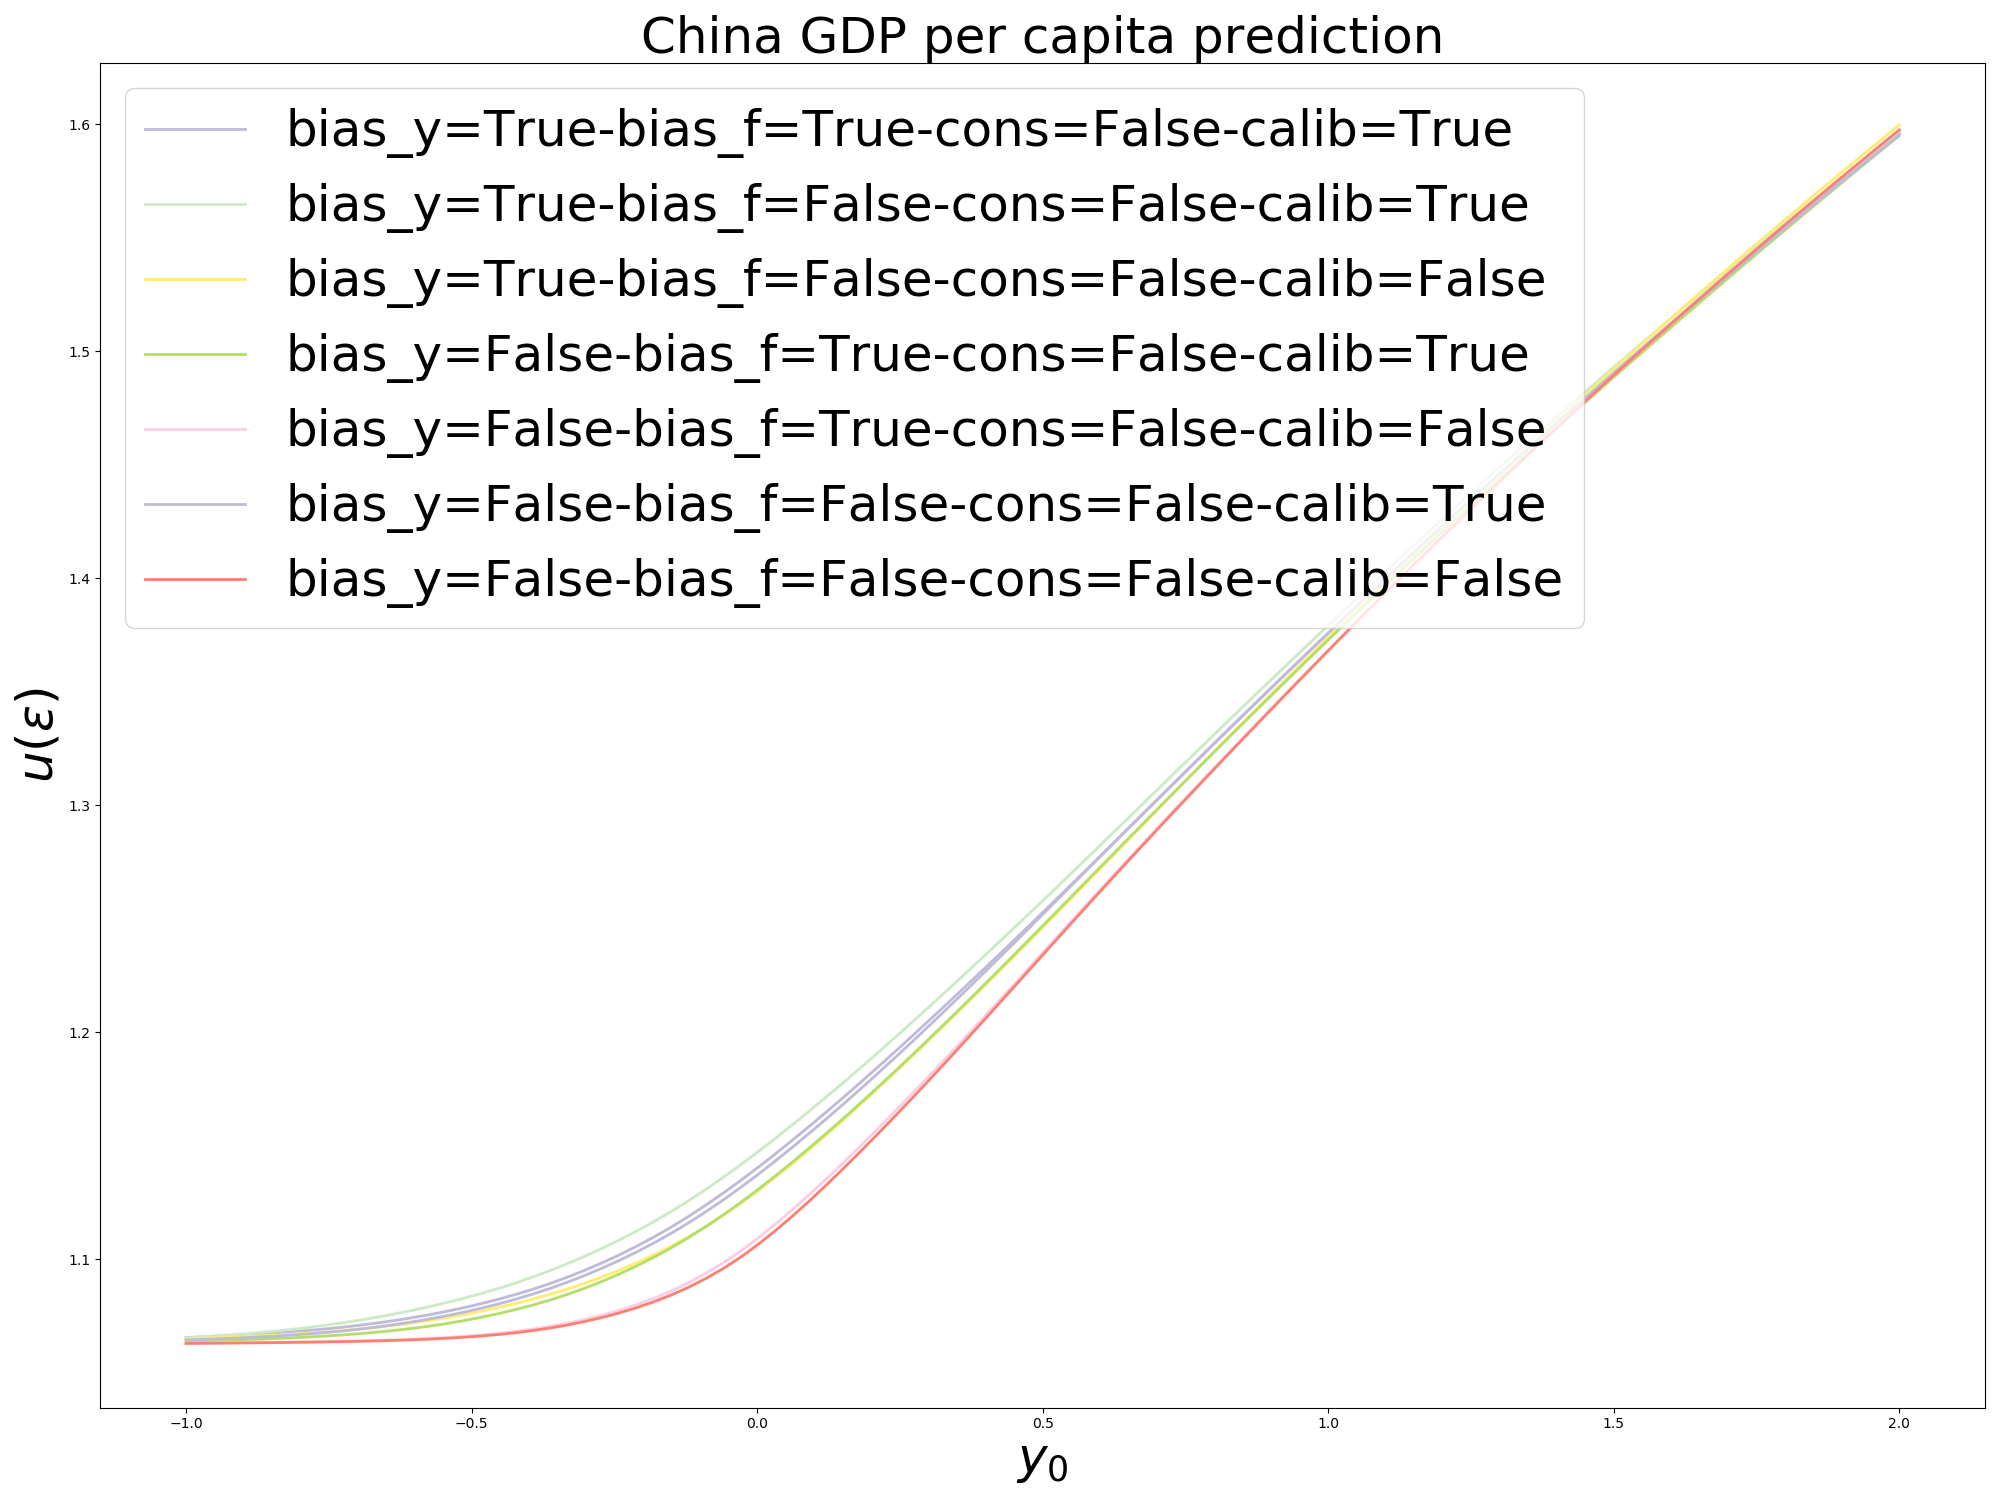 China GDP per capita prediction
bias_y=True-bias_f=True-cons=False-calib=True
bias_y=True-bias_f=False-cons=False-calib=True
bias_y=True-bias_f=False-cons=False-calib=False
bias_y=False-bias_f=True-cons=False-calib=True
bias_y=False-bias_f=True-cons=False-calib=False
bias_y=False-bias_f=False-cons=False-calib=True
bias_y=False-bias_f=False-cons=False-calib=False
1.6
1.5
1.4
1.3
1.2
1.1
u(ε)
−1.0 −0.5 0.0 0.5 1.0 1.5 2.0
y₀